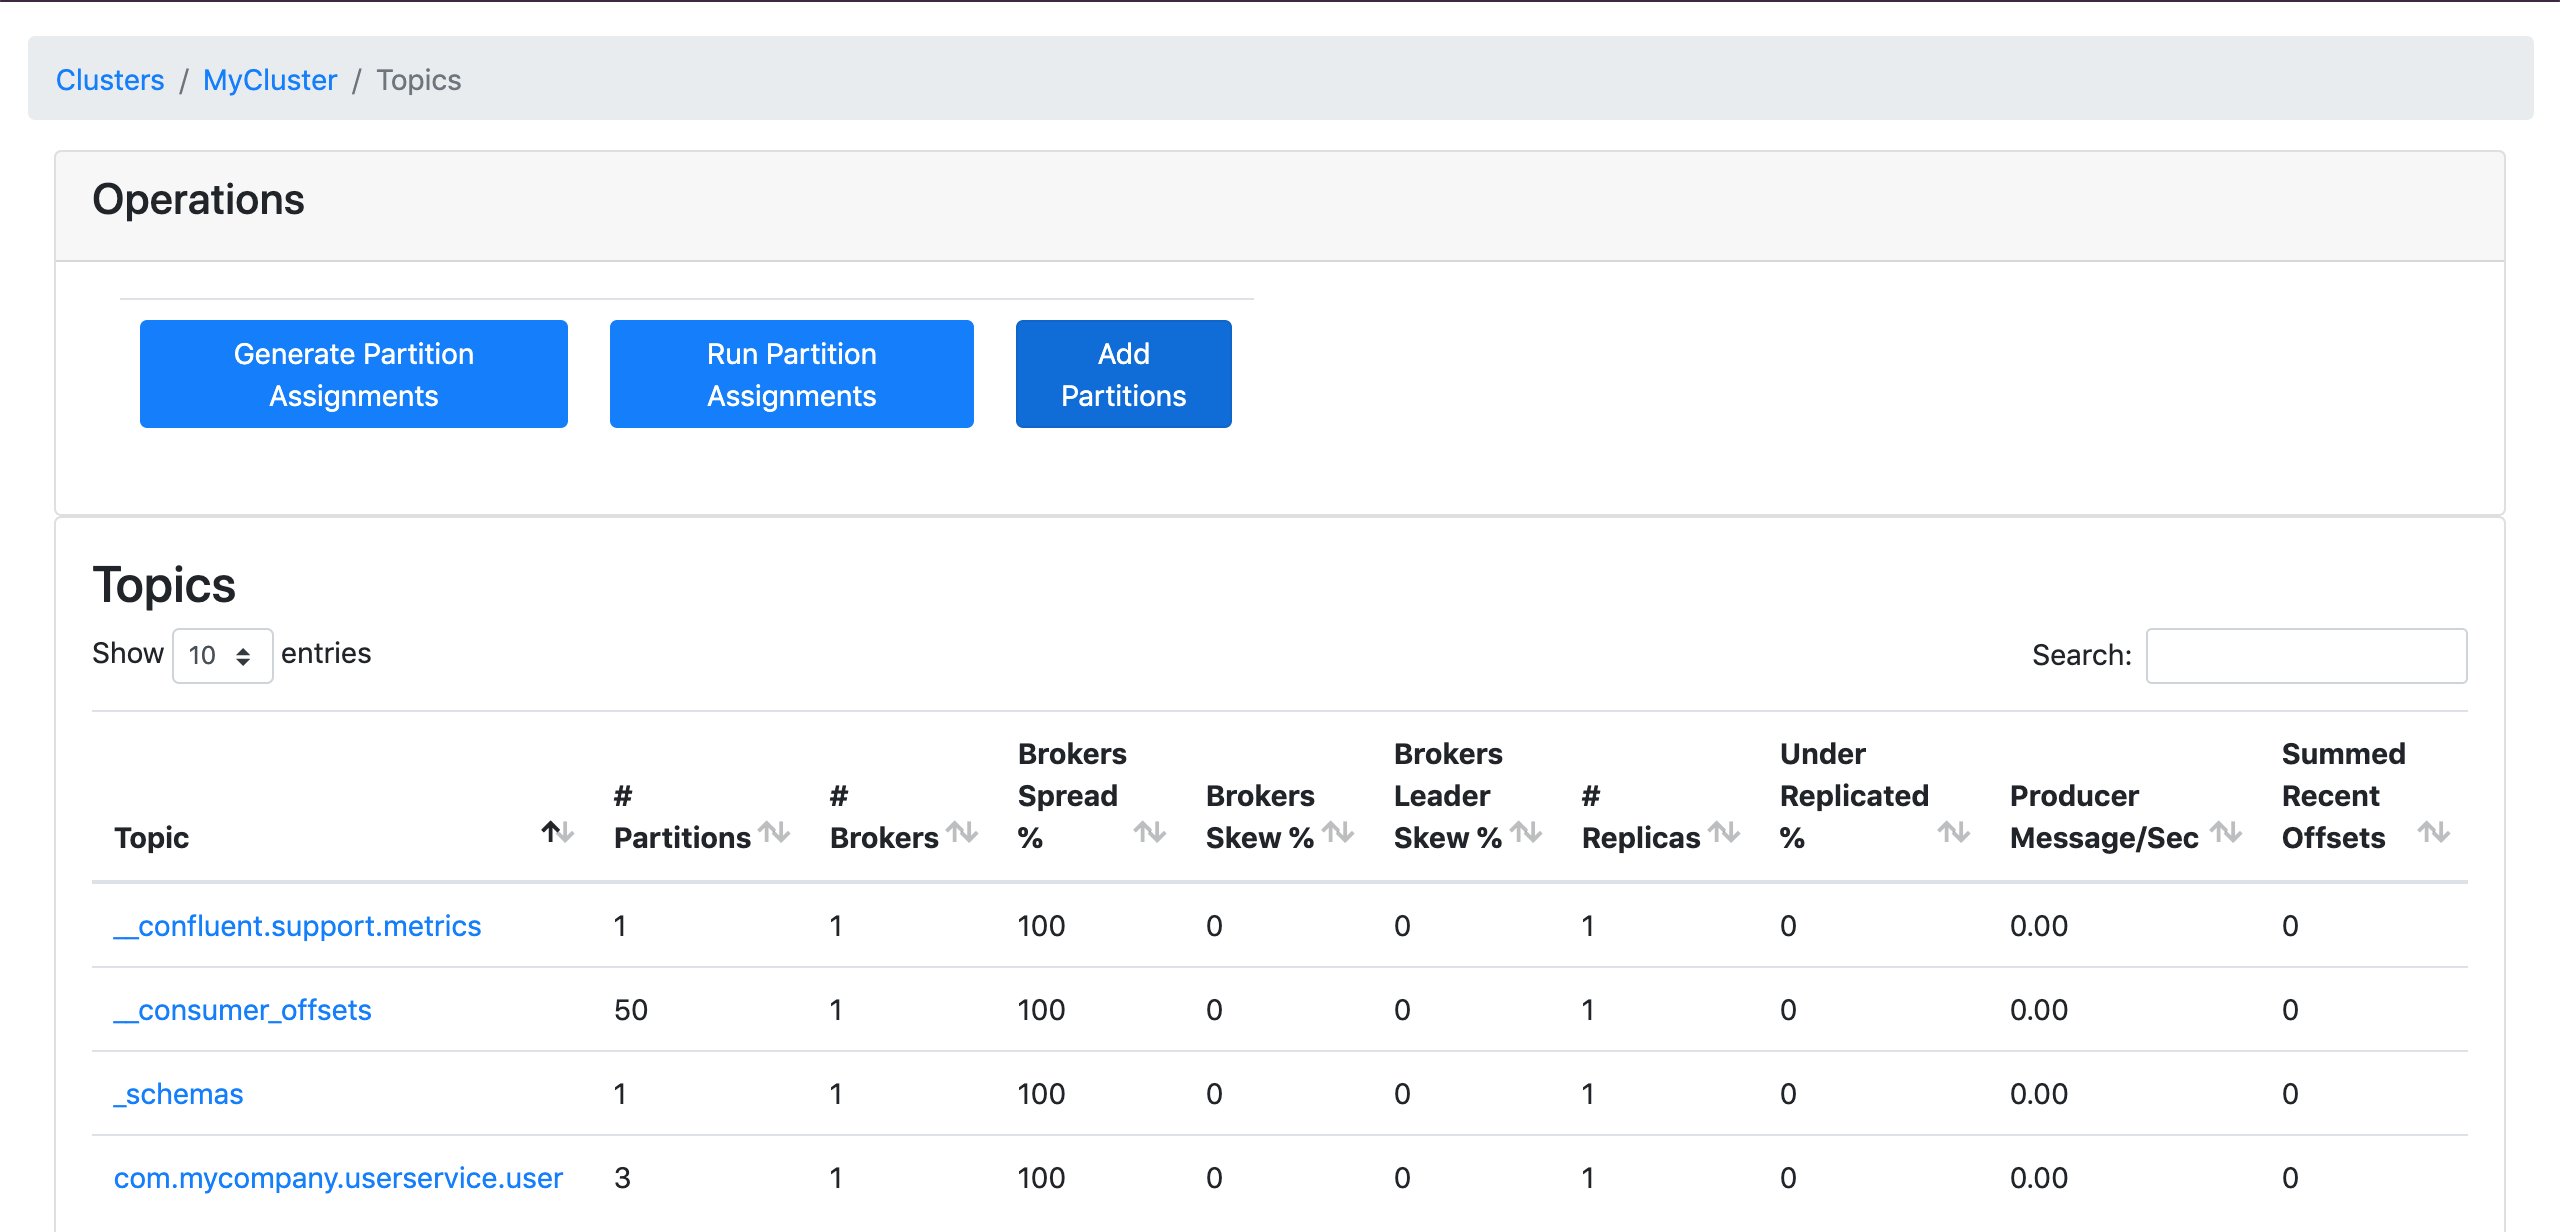 Clusters / MyCluster / Topics
Operations
Generate Partition
Assignments
Run Partition
Assignments
Add
Partitions
Topics
Show 10 entries
Search:
Topic
#
Partitions
#
Brokers
Brokers
Spread
%
Brokers
Skew %
Brokers
Leader
Skew %
#
Replicas
Under
Replicated
%
Producer
Message/Sec
Summed
Recent
Offsets
__confluent.support.metrics 1 1 100 0 0 1 0 0.00 0
__consumer_offsets 50 1 100 0 0 1 0 0.00 0
_schemas 1 1 100 0 0 1 0 0.00 0
com.mycompany.userservice.user 3 1 100 0 0 1 0 0.00 0